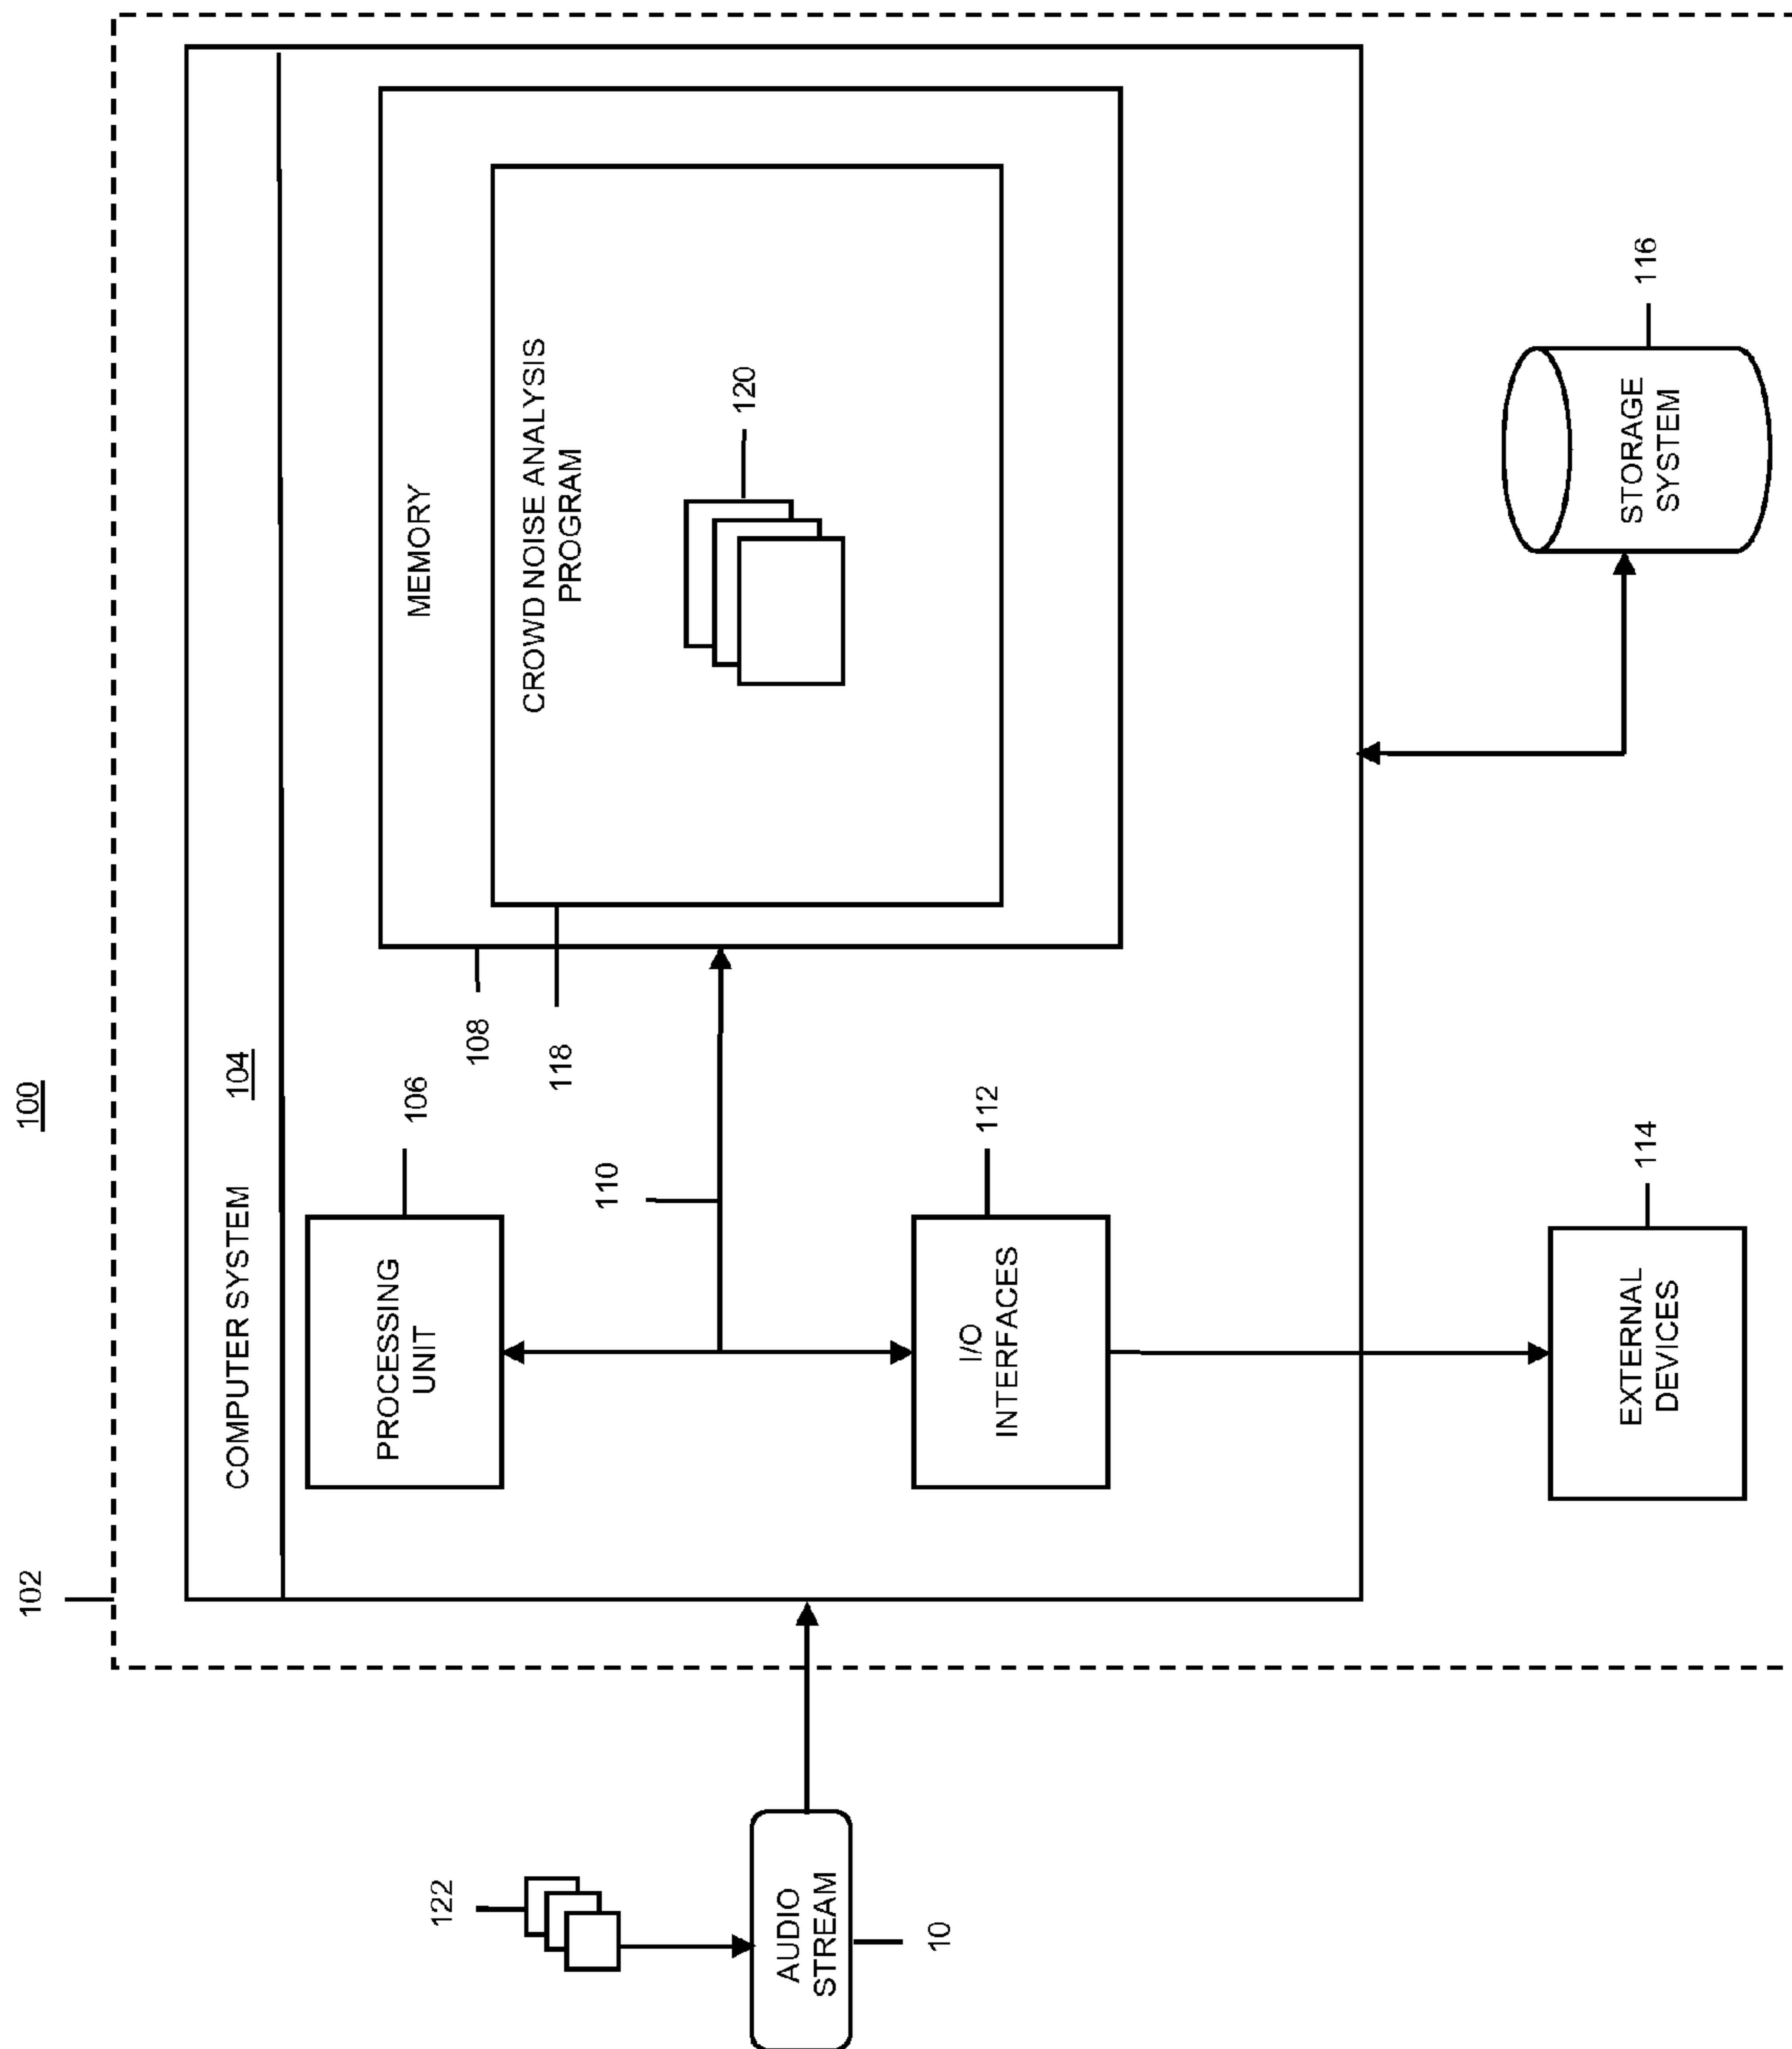 100
102
COMPUTER SYSTEM 104
PROCESSING
UNIT
106
MEMORY
108
CROWD NOISE ANALYSIS
PROGRAM
118
120
110
I/O
INTERFACES
112
122
AUDIO
STREAM
10
EXTERNAL
DEVICES
114
STORAGE
SYSTEM
116